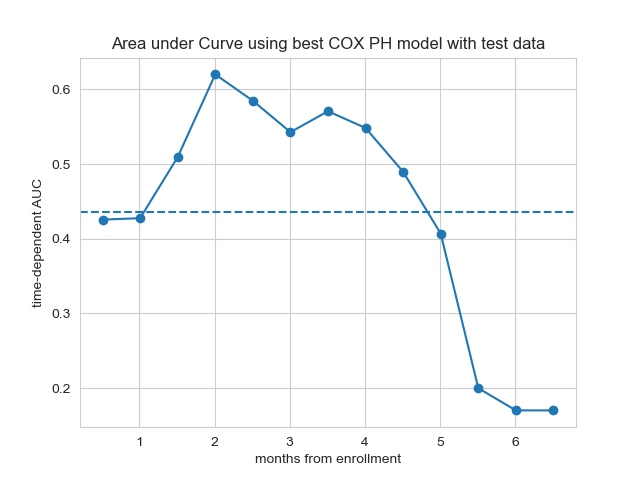 Area under Curve using best COX PH model with test data
time-dependent AUC
0.6
0.5
0.4
0.3
0.2
1 2 3 4 5 6
months from enrollment